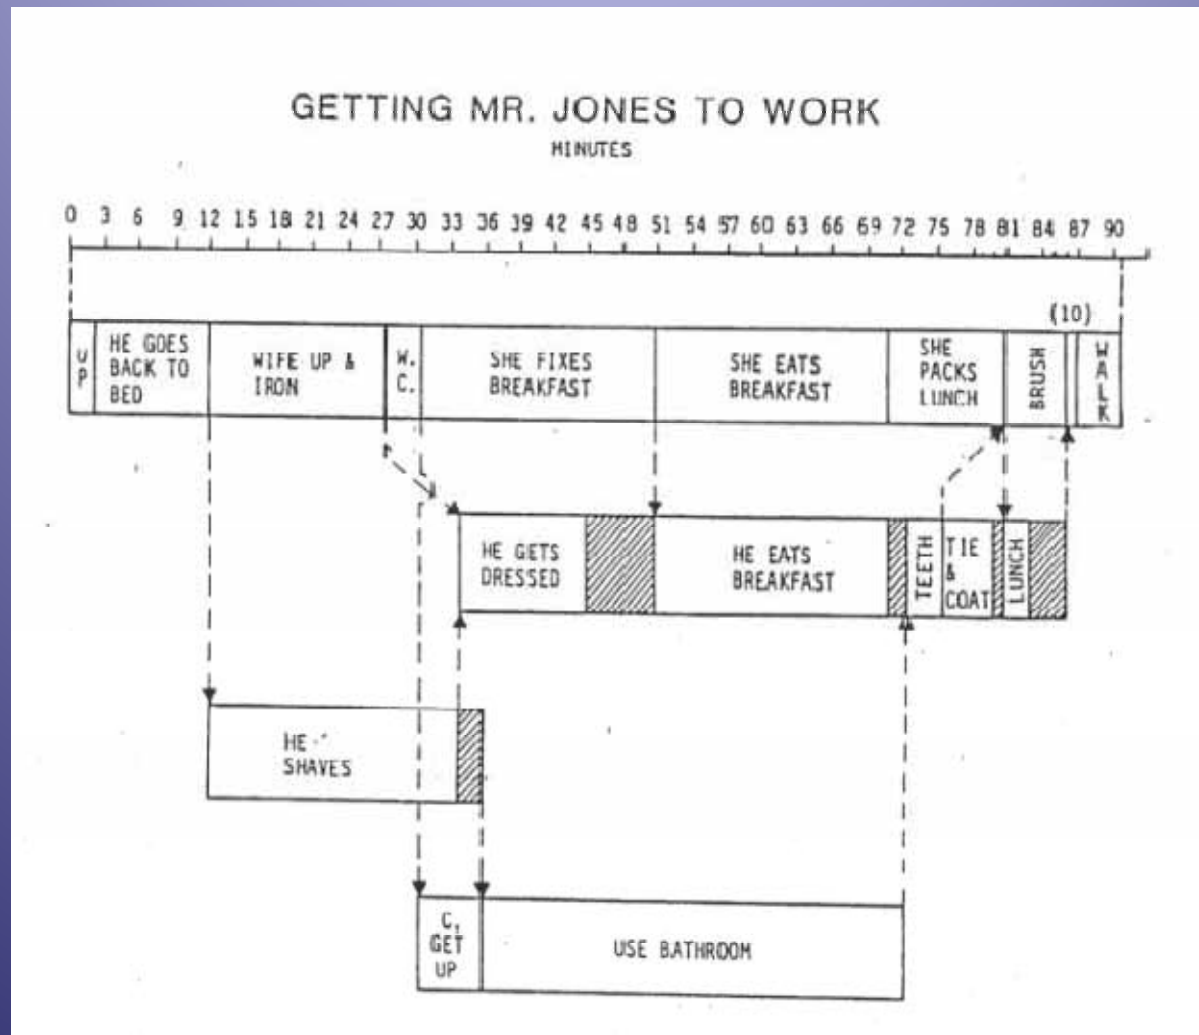 GETTING MR. JONES TO WORK
MINUTES
0 3 6 9 12 15 18 21 24 27 30 33 36 39 42 45 48 51 54 57 60 63 66 69 72 75 78 81 84 87 90
(10)
UP
HE GOES
BACK TO
BED
WIFE UP &
IRON
W.
C.
SHE FIXES
BREAKFAST
SHE EATS
BREAKFAST
SHE
PACKS
LUNCH
BRUSH
WALK
HE GETS
DRESSED
HE EATS
BREAKFAST
TEETH
TIE
&
COAT
LUNCH
HE
SHAVES
C,
GET
UP
USE BATHROOM